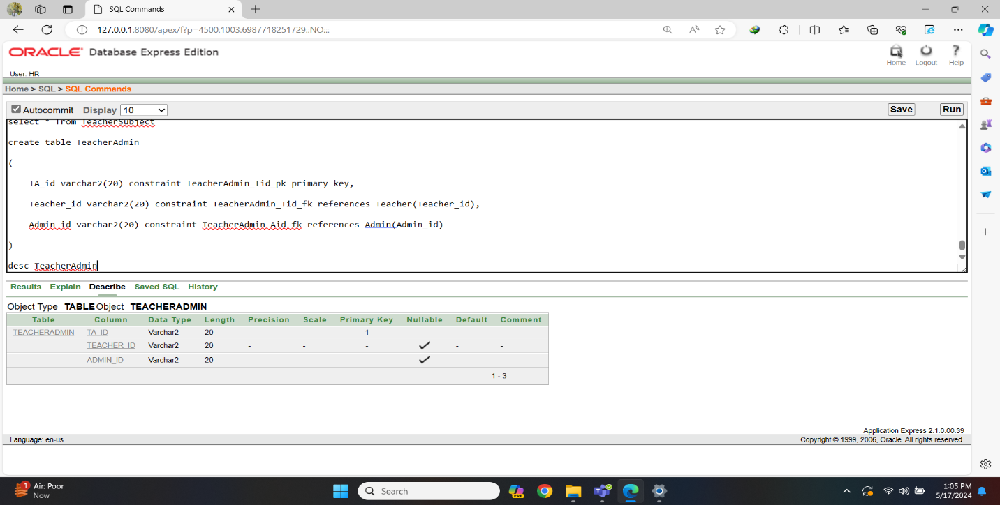 SQL Commands
127.0.0.1:8080/apex/f?p=4500:1003:6987718251729::NO:::
ORACLE Database Express Edition
Home Logout Help
User: HR
Home > SQL > SQL Commands
Autocommit Display 10 Save Run
select * from TeacherSubject
create table TeacherAdmin
(
TA_id varchar2(20) constraint TeacherAdmin_Tid_pk primary key,
Teacher_id varchar2(20) constraint TeacherAdmin_Tid_fk references Teacher(Teacher_id),
Admin_id varchar2(20) constraint TeacherAdmin_Aid_fk references Admin(Admin_id)
)
desc TeacherAdmin
Results Explain Describe Saved SQL History
Object Type TABLE Object TEACHERADMIN
Table Column Data Type Length Precision Scale Primary Key Nullable Default Comment
TEACHERADMIN TA_ID Varchar2 20 - - 1 - - -
TEACHER_ID Varchar2 20 - - - - -
ADMIN_ID Varchar2 20 - - - - -
1 - 3
Application Express 2.1.0.00.39
Language: en-us Copyright © 1999, 2006, Oracle. All rights reserved.
1 Air: Poor
Now
Search
PRE
1:05 PM
5/17/2024